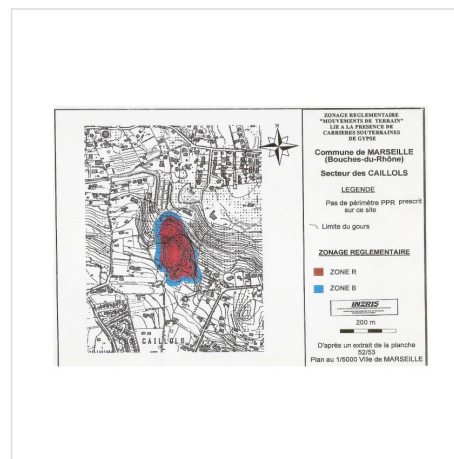 ZONAGE REGLEMENTAIRE
"MOUVEMENTS DE TERRAIN"
LIE A LA PRESENCE DE
CARRIERES SOUTERRAINES
DE GYPSE
N
Commune de MARSEILLE
(Bouches-du-Rhône)
Secteur des CAILLOLS
LEGENDE
Pas de périmètre PPR prescrit
sur ce site
Limite du gours
ZONAGE REGLEMENTAIRE
ZONE R
ZONE B
INERIS
200 m
D'après un extrait de la planche
52/53
Plan au 1/5000 Ville de MARSEILLE
CAILLOLS